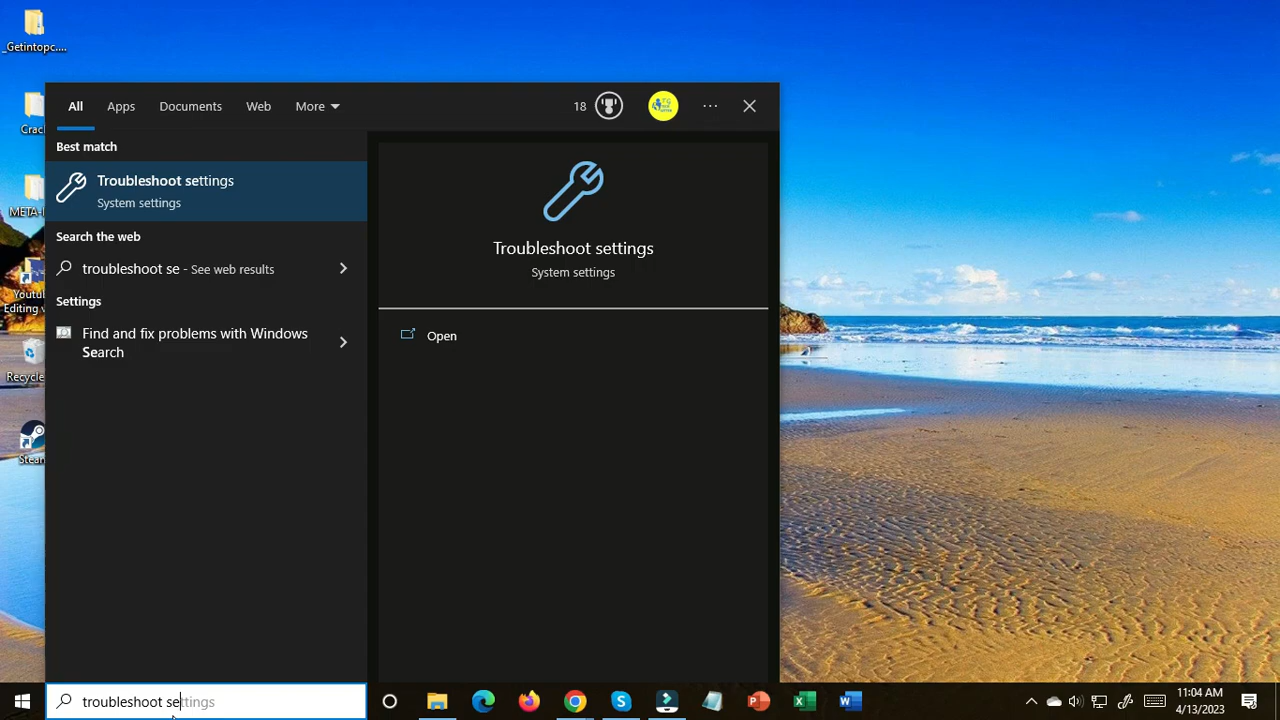 _Getintopc....
Crac
META-I
Youtu
Editing v
Recycle
Stean
All Apps Documents Web More 18
Best match
Troubleshoot settings
System settings
Search the web
troubleshoot se - See web results
Settings
Find and fix problems with Windows
Search
Troubleshoot settings
System settings
Open
troubleshoot settings
11:04 AM
4/13/2023